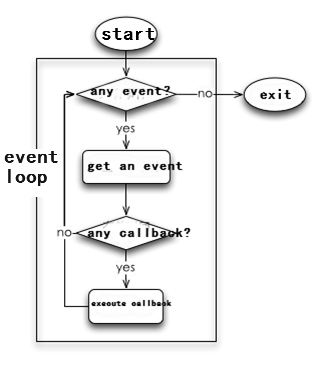 start
any event?
no
exit
yes
event
loop
get an event
any callback?
no
yes
execute callback